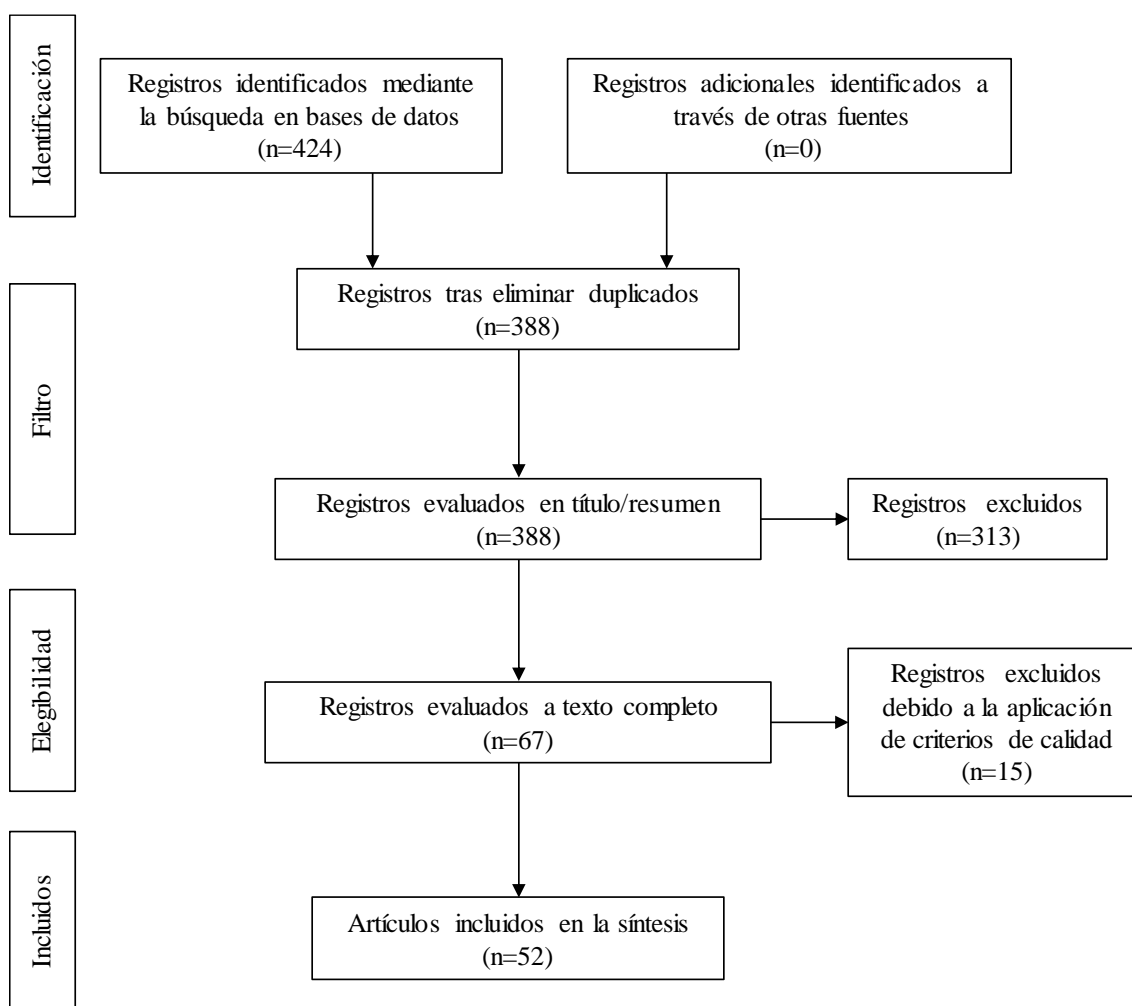 Identificación
Registros identificados mediante
la búsqueda en bases de datos
(n=424)
Registros adicionales identificados a
través de otras fuentes
(n=0)
Filtro
Registros tras eliminar duplicados
(n=388)
Registros evaluados en título/resumen
(n=388)
Registros excluidos
(n=313)
Elegibilidad
Registros evaluados a texto completo
(n=67)
Registros excluidos
debido a la aplicación
de criterios de calidad
(n=15)
Incluidos
Artículos incluidos en la síntesis
(n=52)